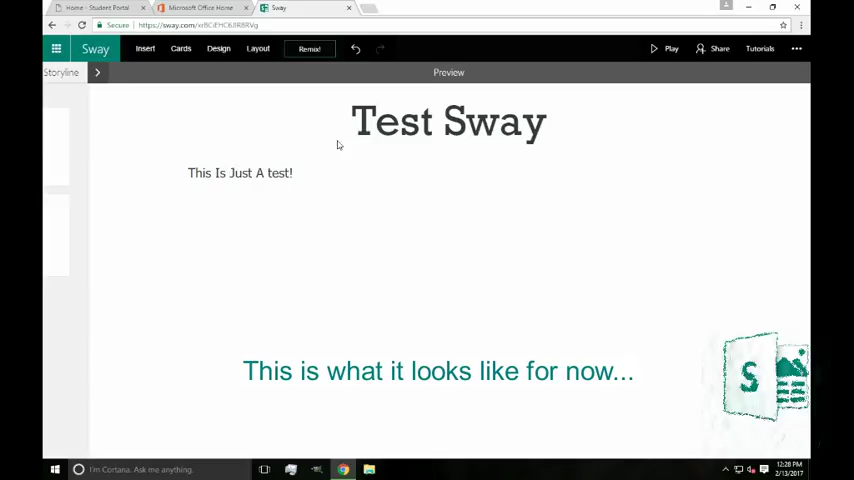 Home - Student Portal
Microsoft Office Home
Sway
Secure
Sway
Insert
Cards
Design
Layout
Remix!
Play
Share
Tutorials
Storyline
Preview
Test Sway
This Is Just A test!
This is what it looks like for now...
S
I'm Cortana. Ask me anything.
12:28 PM
2/13/2017